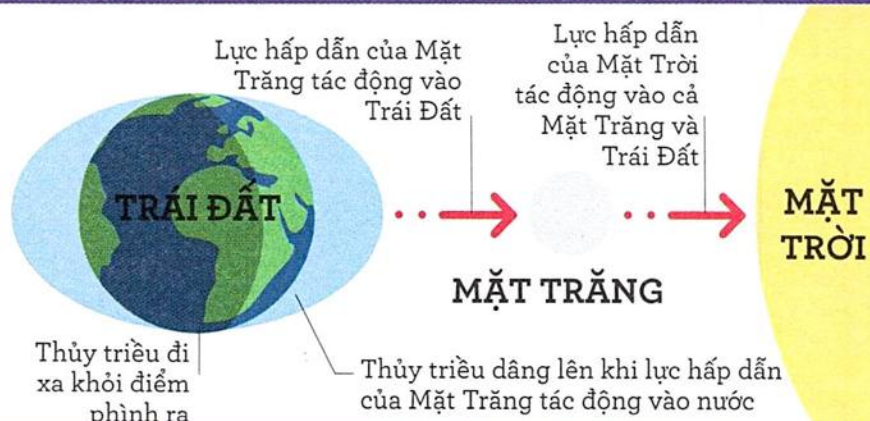 Lực hấp dẫn của Mặt
Trăng tác động vào
Trái Đất
Lực hấp dẫn
của Mặt Trời
tác động vào cả
Mặt Trăng và
Trái Đất
TRÁI ĐẤT
MẶT TRĂNG
MẶT
TRỜI
Thủy triều đi
xa khỏi điểm
phình ra
Thủy triều dâng lên khi lực hấp dẫn
của Mặt Trăng tác động vào nước